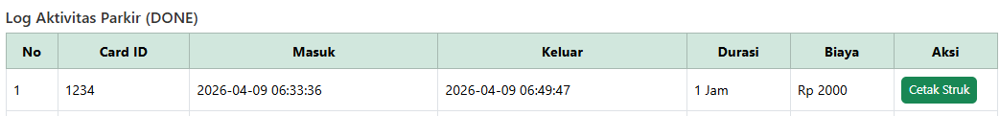 Log Aktivitas Parkir (DONE)
No Card ID Masuk Keluar Durasi Biaya Aksi
1 1234 2026-04-09 06:33:36 2026-04-09 06:49:47 1 Jam Rp 2000 Cetak Struk